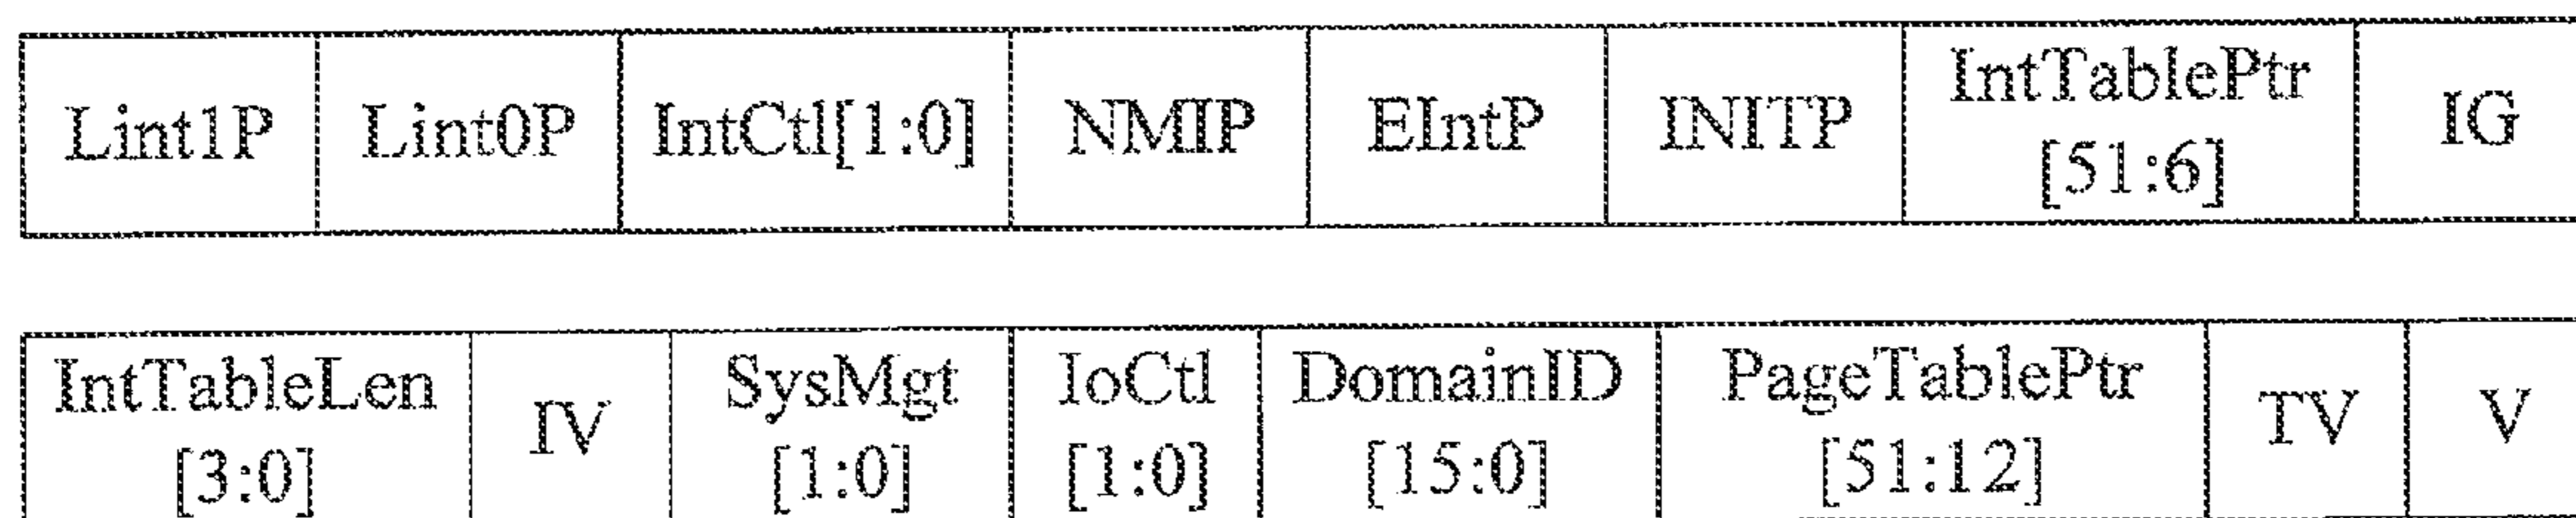 Lint1P Lint0P IntCtl[1:0] NMIP EIntP INITP IntTablePtr [51:6] IG
IntTableLen [3:0] IV SysMgt [1:0] IoCtl [1:0] DomainID [15:0] PageTablePtr [51:12] TV V